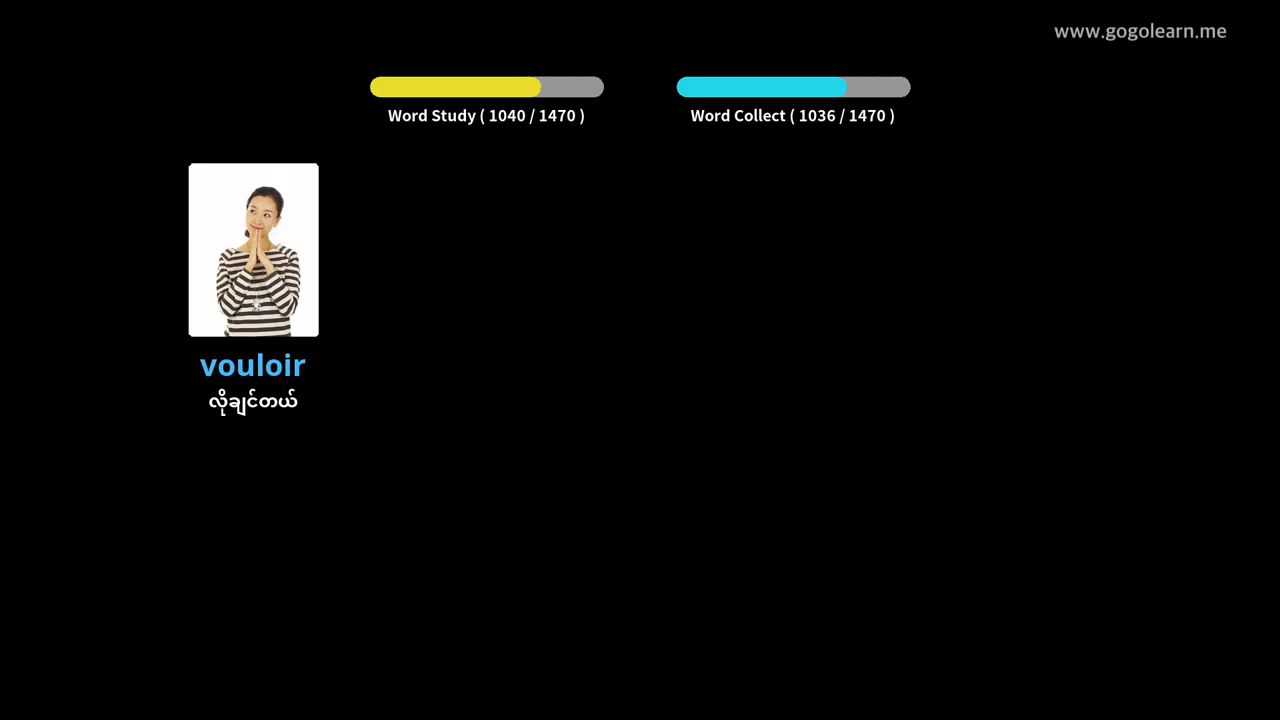 www.gogolearn.me
Word Study ( 1040 / 1470 )
Word Collect ( 1036 / 1470 )
vouloir
လိုချင်တယ်